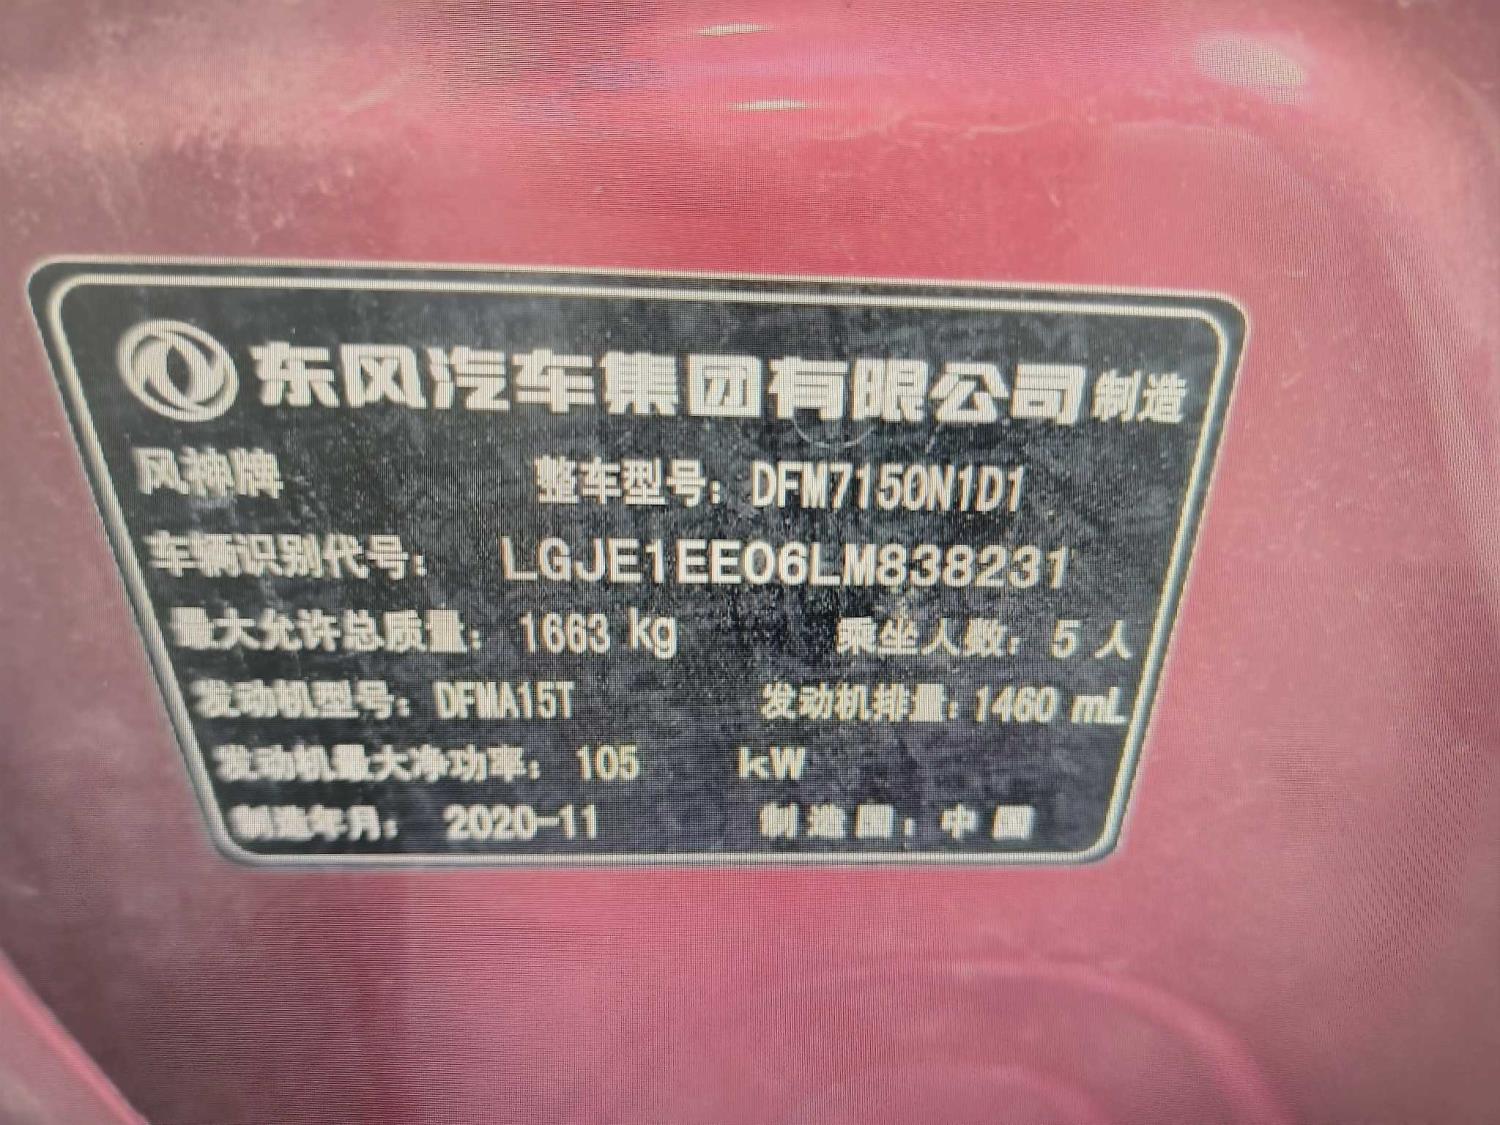 东风汽车集团有限公司制造
风神牌 整车型号：DFM7150N1D1
车辆识别代号：LGJE1EE06LM838231
最大允许总质量：1663 kg 乘坐人数：5 人
发动机型号：DFMA15T 发动机排量：1460 mL
发动机最大净功率：105 kW
制造年月：2020-11 制造国：中国